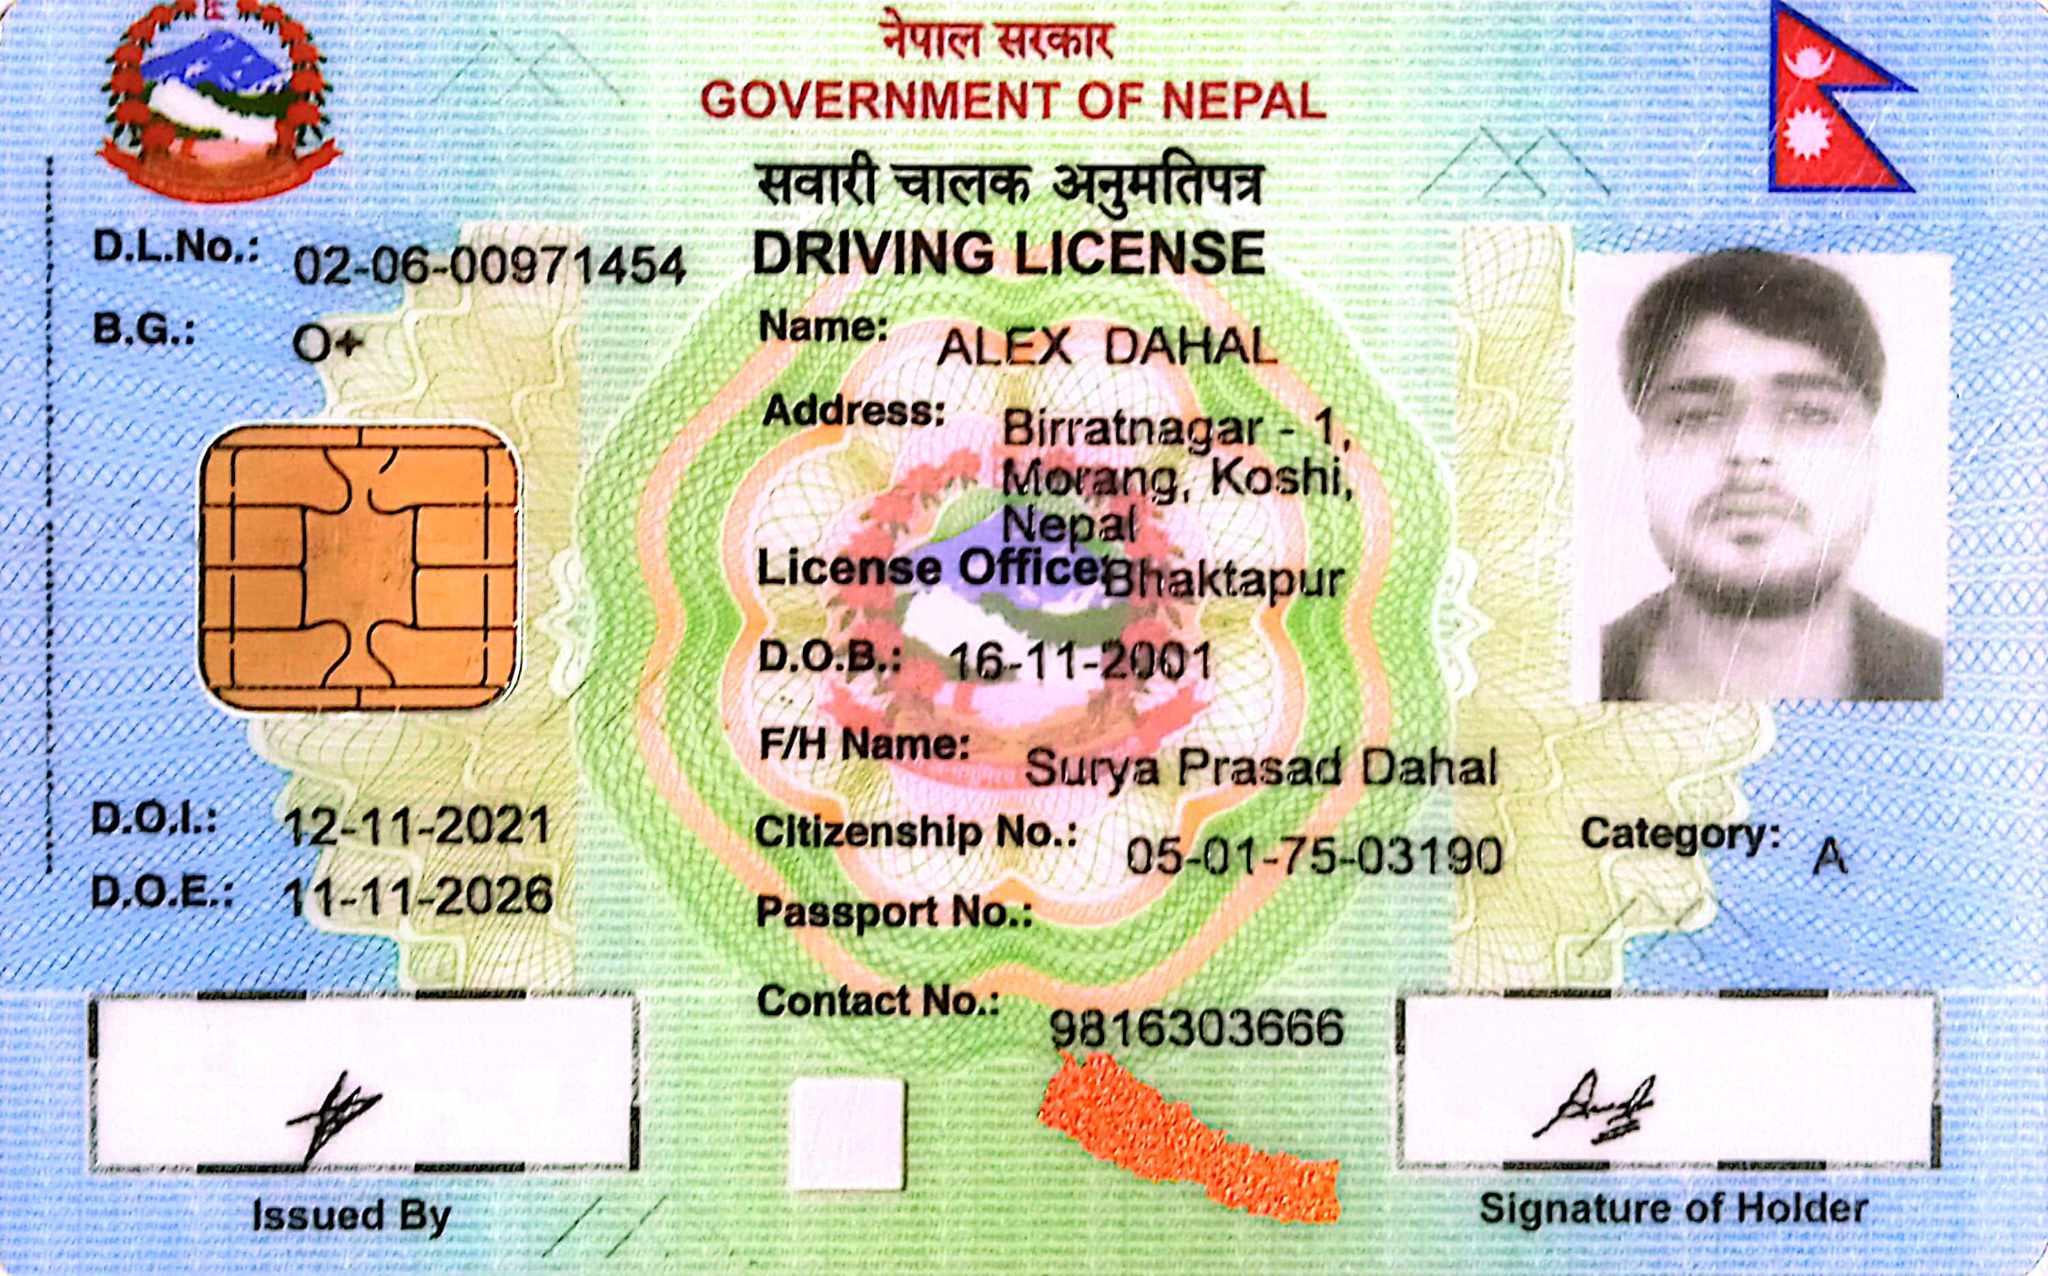 नेपाल सरकार
GOVERNMENT OF NEPAL
सवारी चालक अनुमतिपत्र
DRIVING LICENSE
D.L.No.: 02-06-00971454
B.G.: O+
Name: ALEX DAHAL
Address: Birratnagar - 1,
Morang, Koshi,
Nepal
License Office: Bhaktapur
D.O.B.: 16-11-2001
F/H Name: Surya Prasad Dahal
D.O.I.: 12-11-2021
Citizenship No.: 05-01-75-03190
Category: A
D.O.E.: 11-11-2026
Passport No.:
Contact No.: 9816303666
Issued By
Signature of Holder